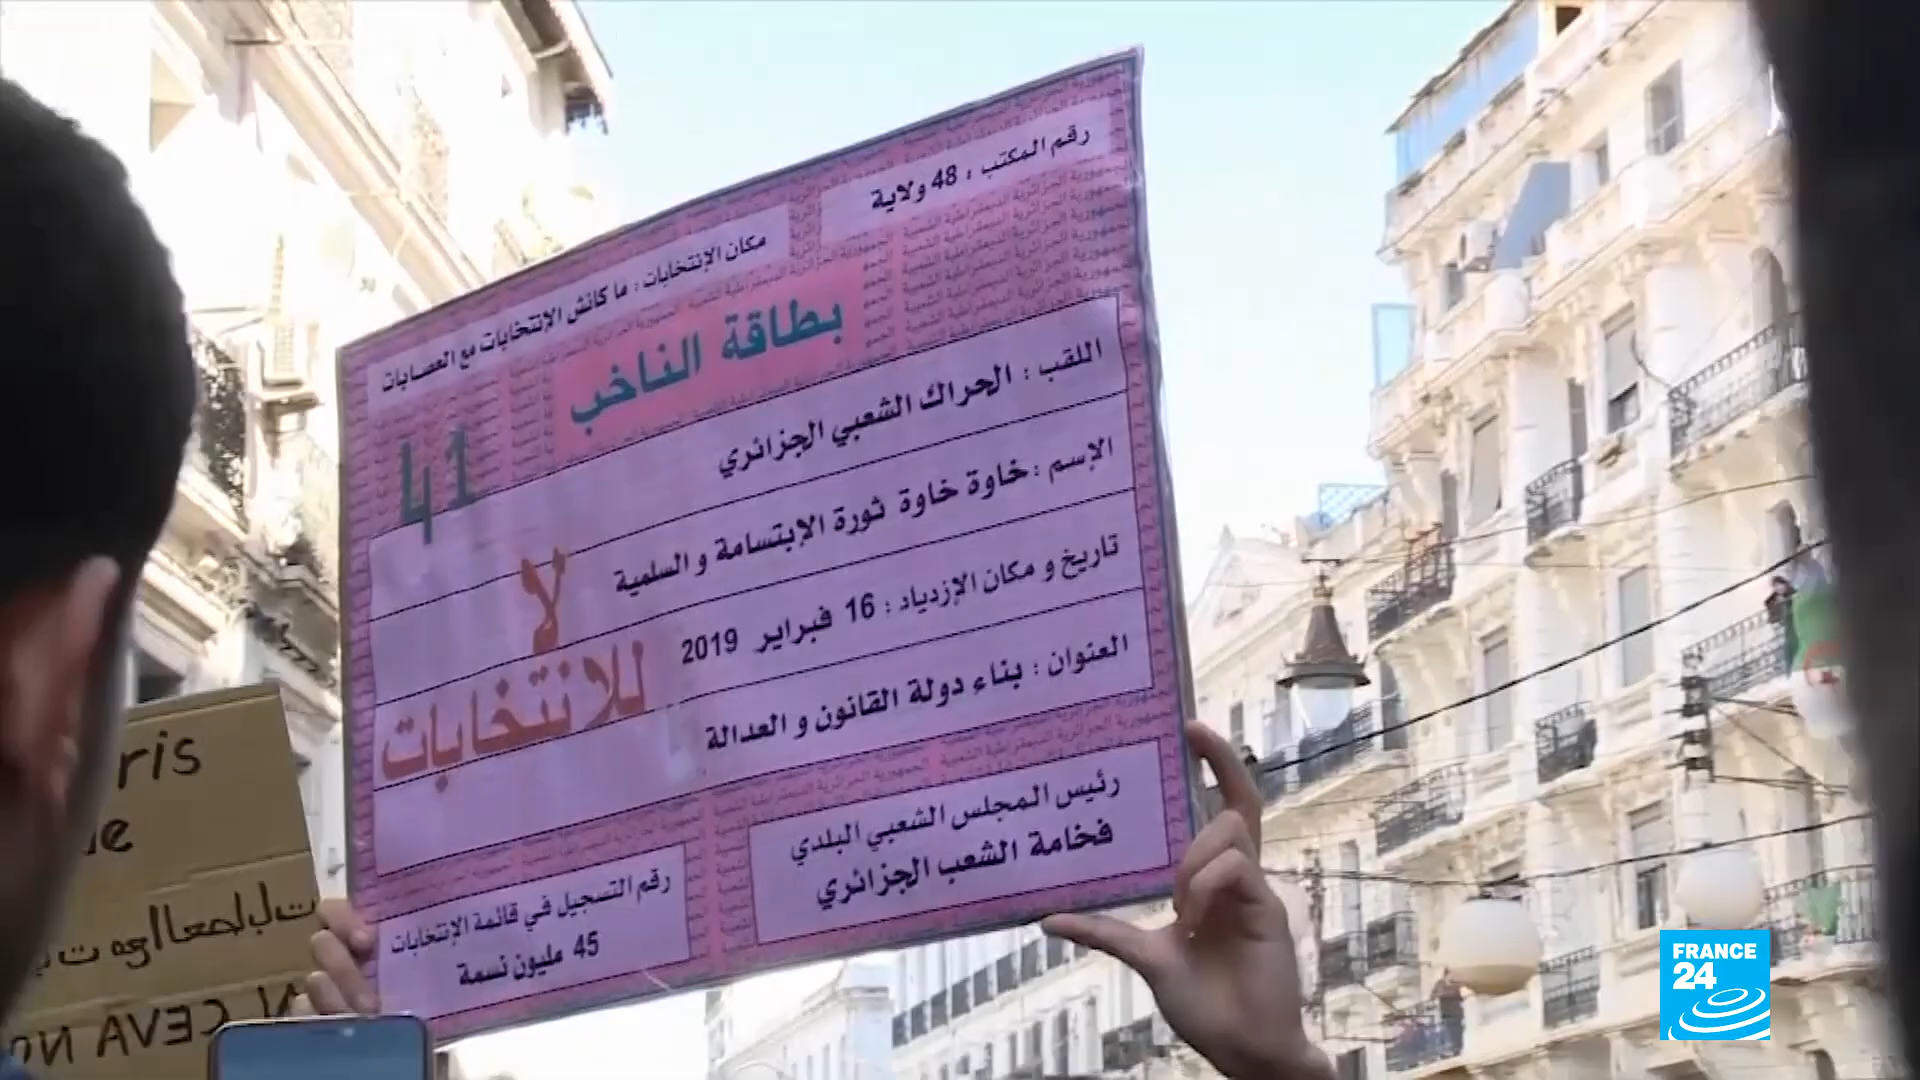 رقم المكتب : 48 ولاية
مكان الإنتخابات : ما كانش الإنتخابات مع العصابات
بطاقة الناخب
41
اللقب : الحراك الشعبي الجزائري
الإسم : خاوة خاوة ثورة الإبتسامة و السلمية
تاريخ و مكان الإزدياد : 16 فبراير 2019
العنوان : بناء دولة القانون و العدالة
لا
للانتخابات
رئيس المجلس الشعبي البلدي
فخامة الشعب الجزائري
رقم التسجيل في قائمة الإنتخابات
45 مليون نسمة
ris
FRANCE
24